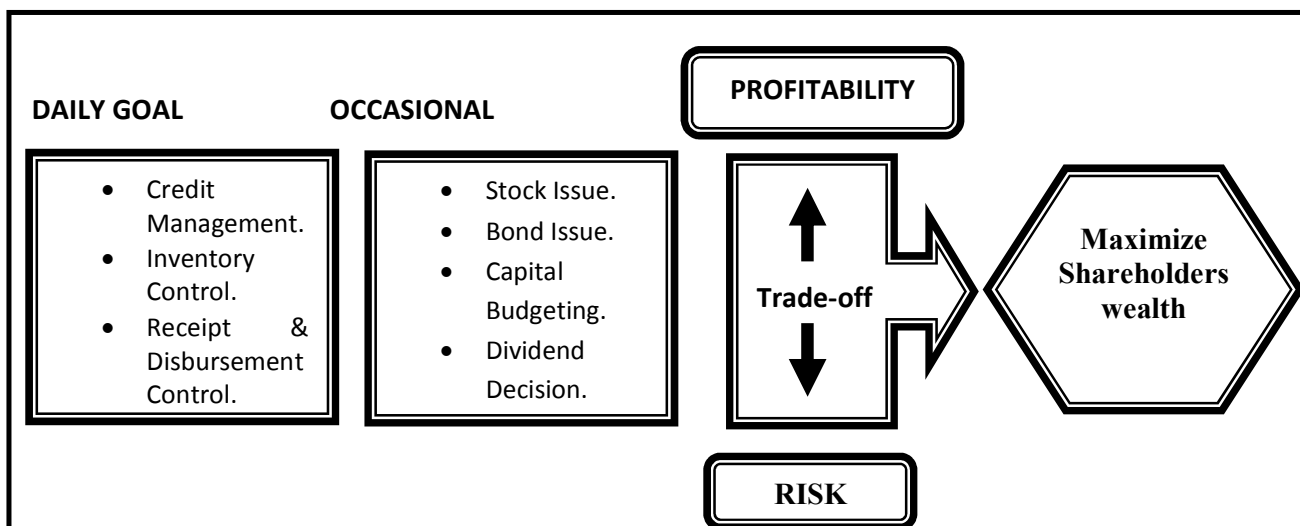 DAILY GOAL
• Credit
Management.
• Inventory
Control.
• Receipt &
Disbursement
Control.
OCCASIONAL
• Stock Issue.
• Bond Issue.
• Capital
Budgeting.
• Dividend
Decision.
PROFITABILITY
Trade-off
RISK
Maximize
Shareholders
wealth